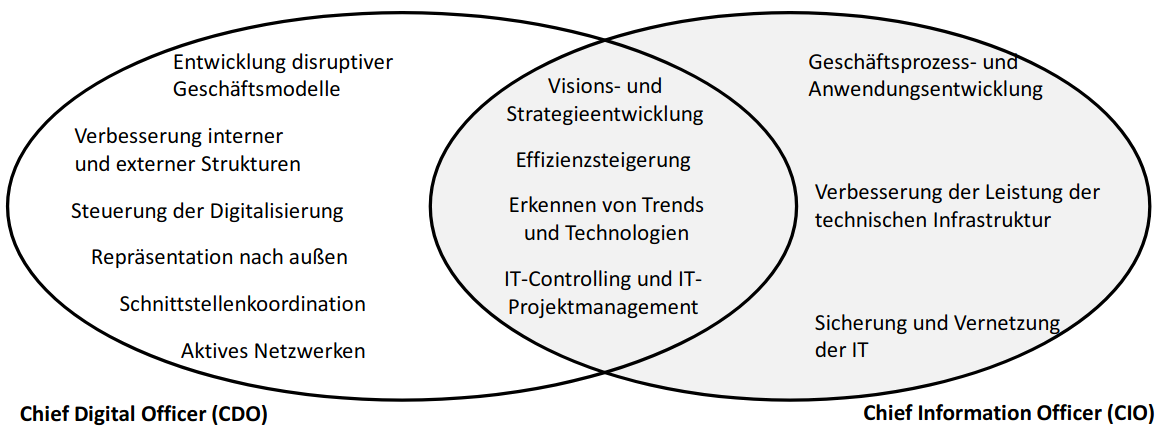 Entwicklung disruptiver
Geschäftsmodelle
Verbesserung interner
und externer Strukturen
Steuerung der Digitalisierung
Repräsentation nach außen
Schnittstellenkoordination
Aktives Netzwerken
Visions- und
Strategieentwicklung
Effizienzsteigerung
Erkennen von Trends
und Technologien
IT-Controlling und IT-
Projektmanagement
Geschäftsprozess- und
Anwendungsentwicklung
Verbesserung der Leistung der
technischen Infrastruktur
Sicherung und Vernetzung
der IT
Chief Digital Officer (CDO)
Chief Information Officer (CIO)